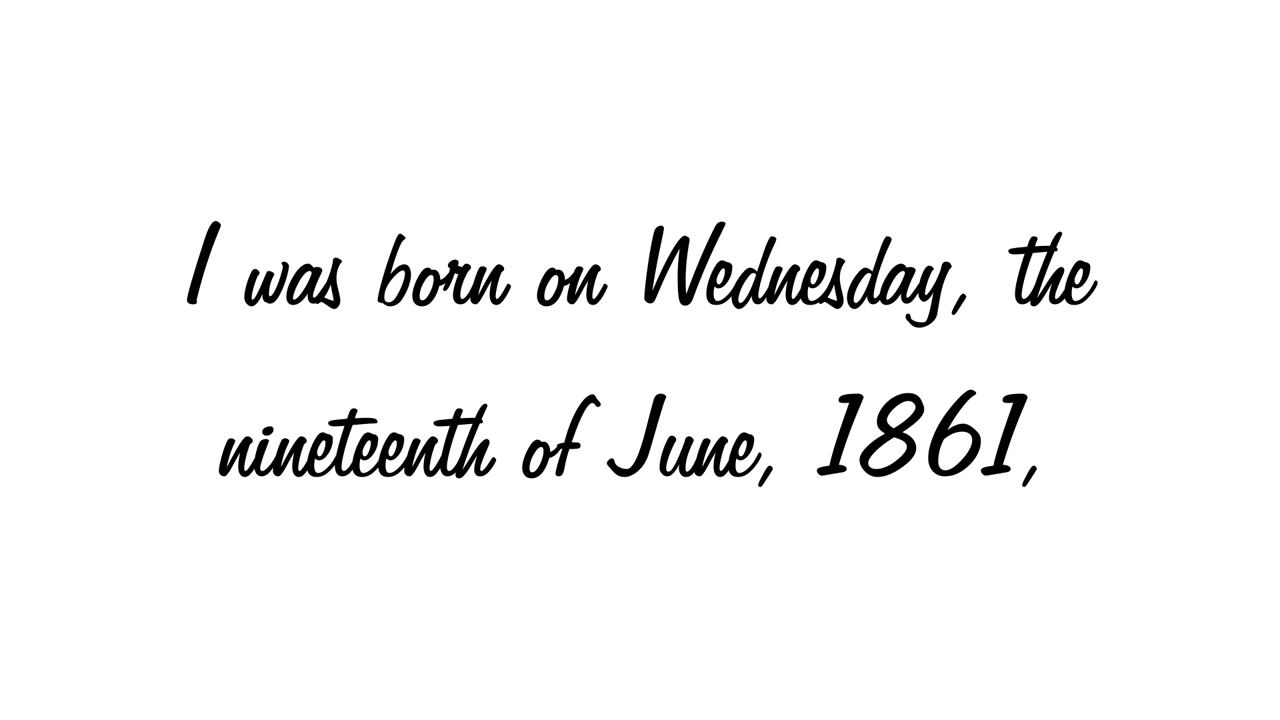 I was born on Wednesday, the
nineteenth of June, 1861,